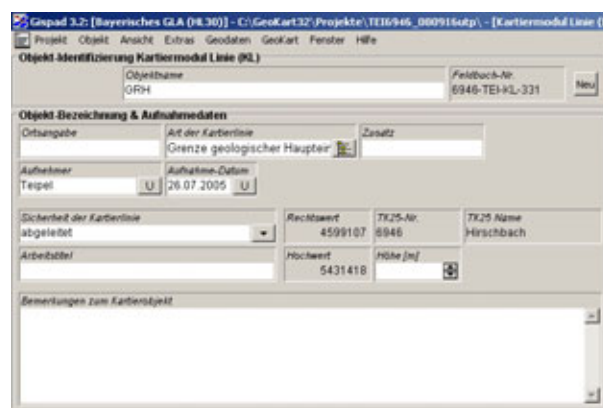 Gispad 3.2: [Bayerisches GLA (HL30)] - C:\GeoKart32\Projekte\TEI6946_080916utp\ - [Kartiermodul Linie (
Projekt Objekt Ansicht Extras Geodaten GeoKart Fenster Hilfe
Objekt-Identifizierung Kartiermodul Linie (KL)
Objektname Feldbuch-Nr.
GRH 6946-TEI-KL-331 Neu
Objekt-Bezeichnung & Aufnahmedaten
Ortsangabe Art der Kartierlinie Zusatz
Grenze geologischer Hauptein
Aufnehmer Aufnahme-Datum
Teipel U 26.07.2005 U
Sicherheit der Kartierlinie Rechtswert TK25-Nr. TK25 Name
abgeleitet 4599107 6946 Hirschbach
Arbeitstitel Hochwert Höhe [m]
5431418
Bemerkungen zum Kartierobjekt